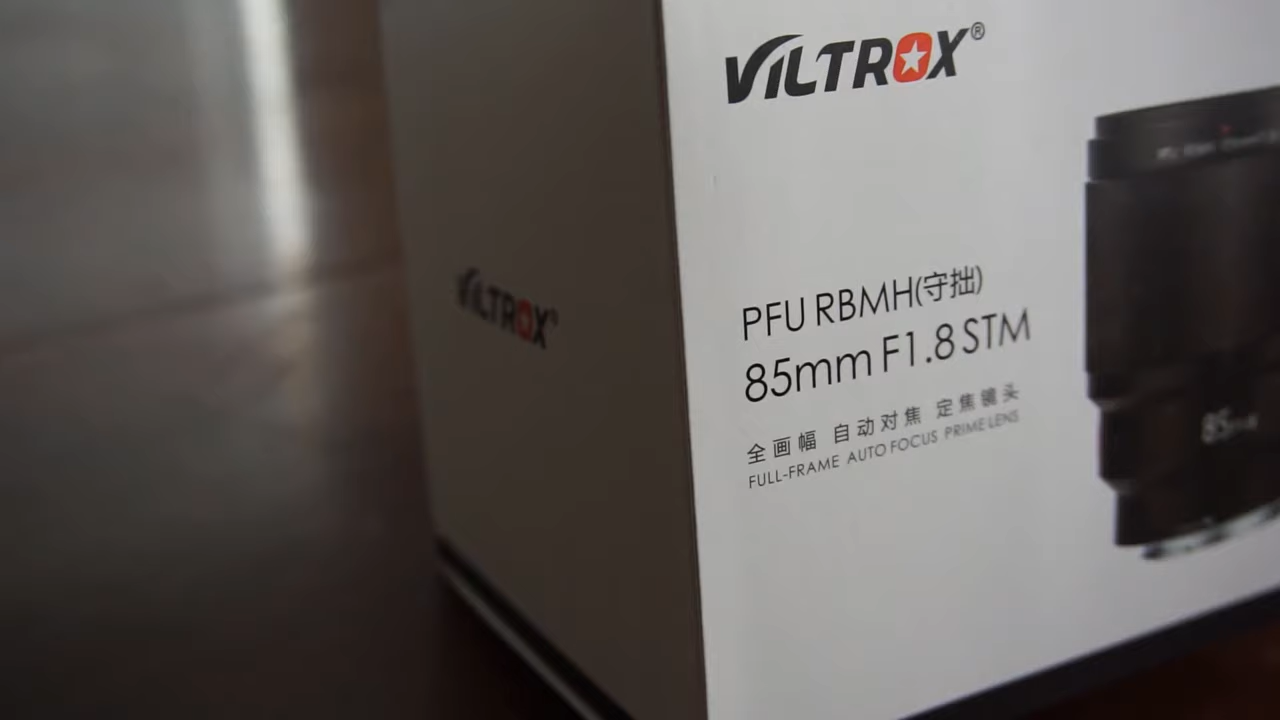 VILTROX®
VILTROX®
PFU RBMH(守拙)
85mm F1.8 STM
全画幅 自动对焦 定焦镜头
FULL-FRAME AUTO FOCUS PRIME LENS
85mm